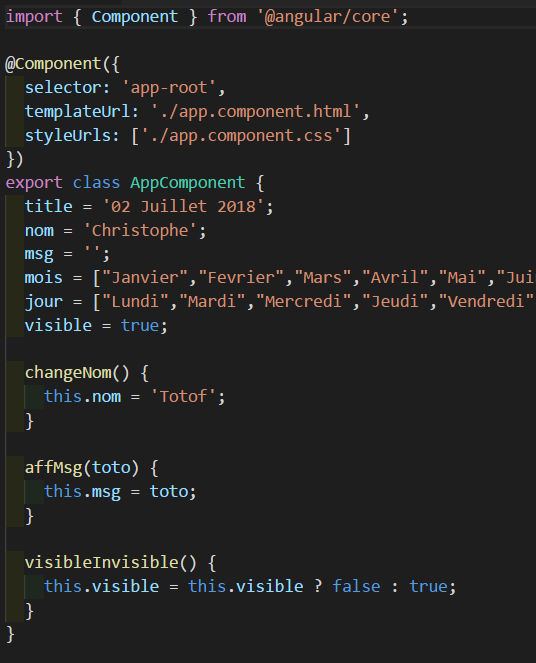 import { Component } from '@angular/core';
@Component({
selector: 'app-root',
templateUrl: './app.component.html',
styleUrls: ['./app.component.css']
})
export class AppComponent {
title = '02 Juillet 2018';
nom = 'Christophe';
msg = '';
mois = ["Janvier","Fevrier","Mars","Avril","Mai","Jui
jour = ["Lundi","Mardi","Mercredi","Jeudi","Vendredi"
visible = true;
changeNom() {
this.nom = 'Totof';
}
affMsg(toto) {
this.msg = toto;
}
visibleInvisible() {
this.visible = this.visible ? false : true;
}
}